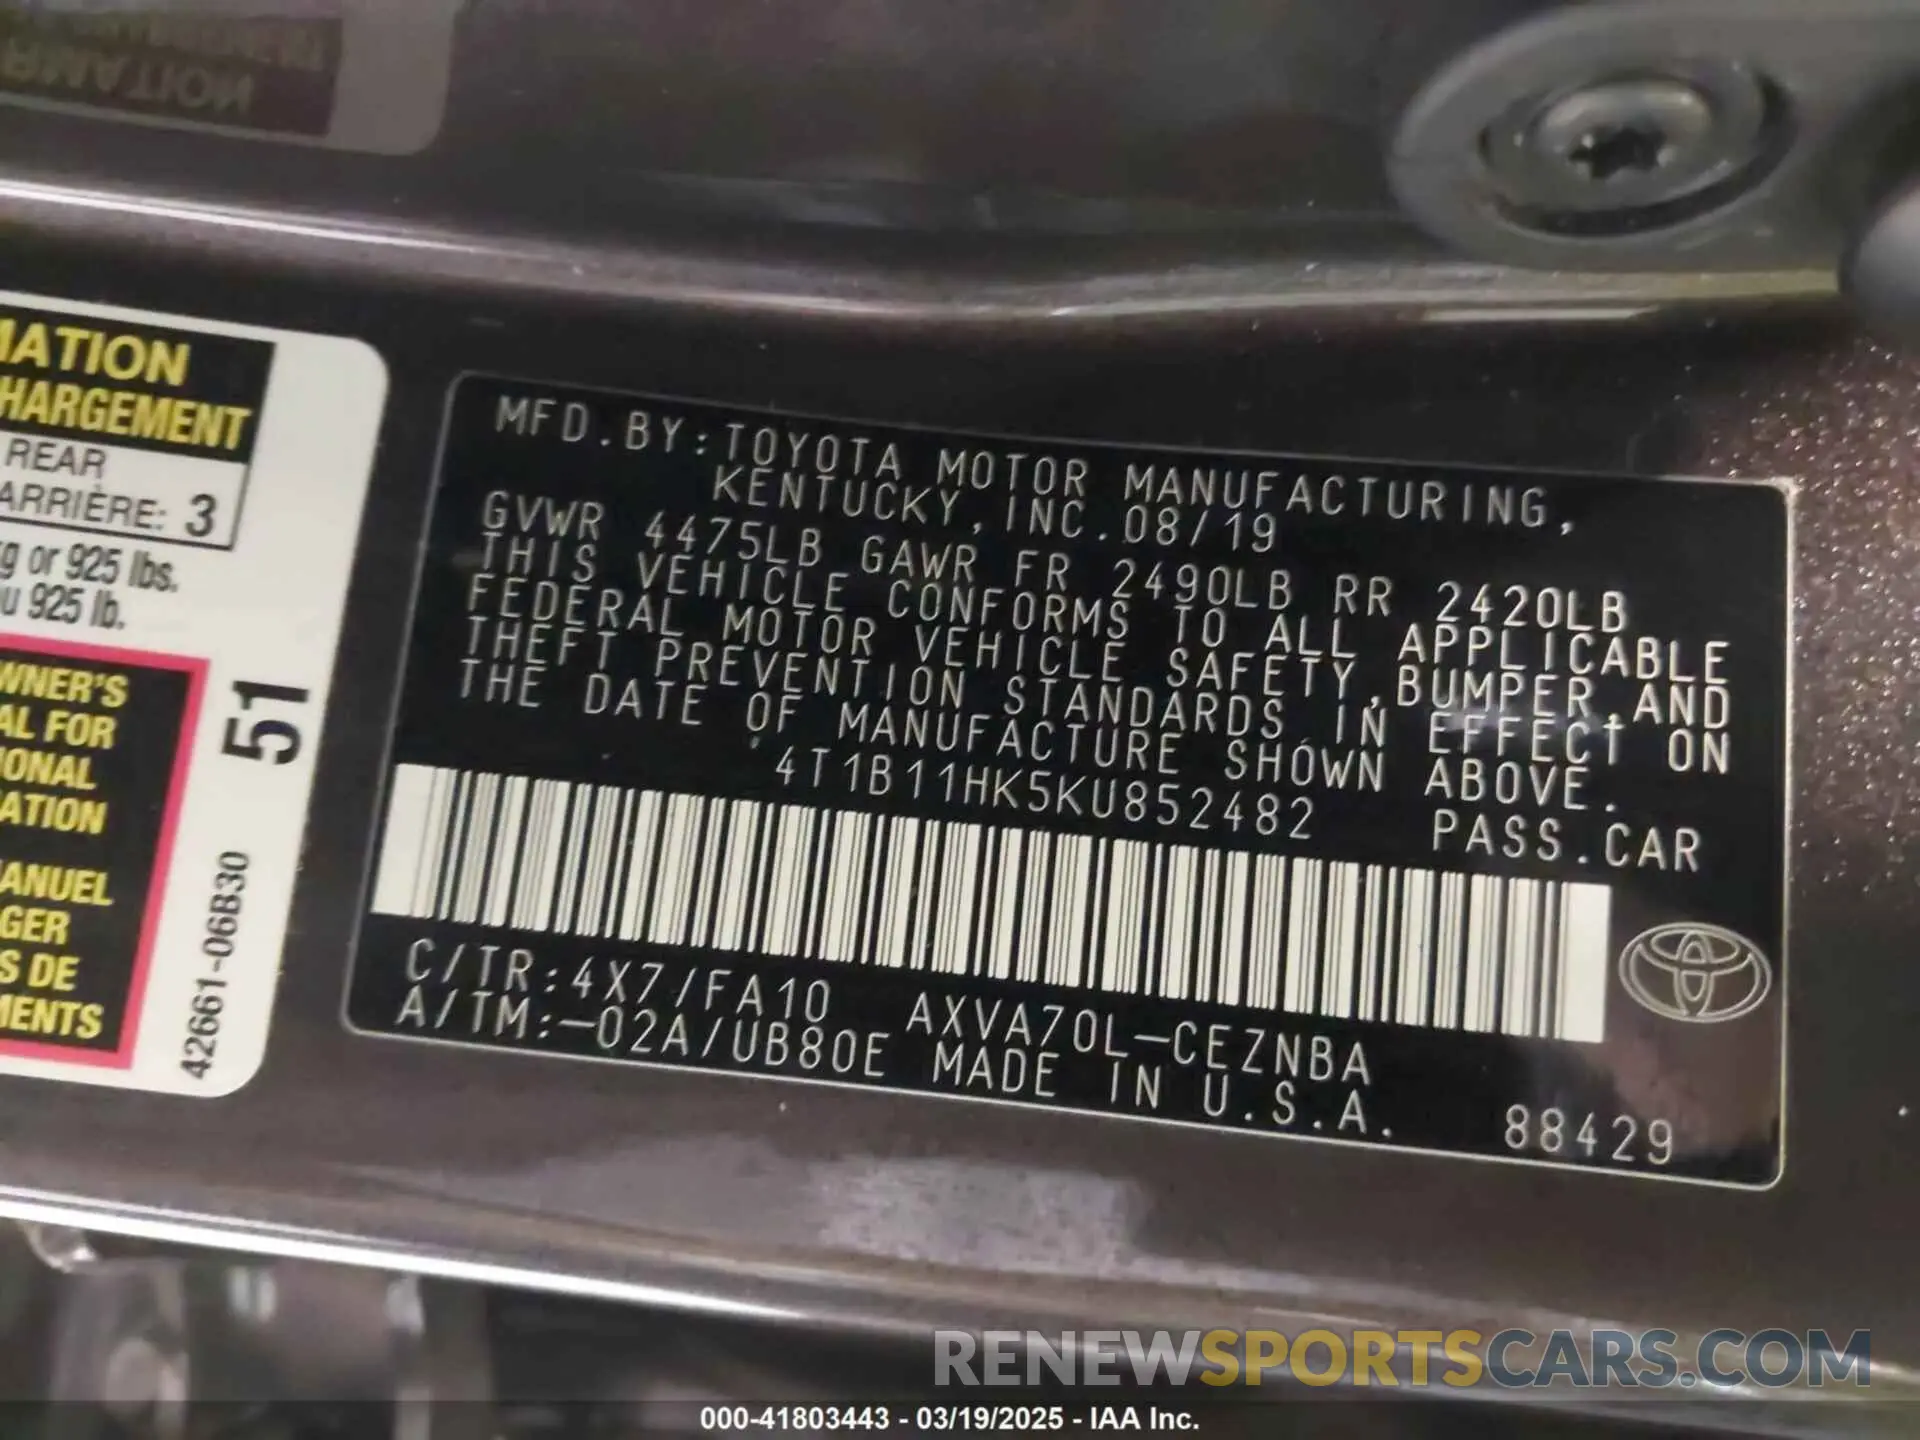 MATION
HARGEMENT
REAR
ARRIÈRE: 3
g or 925 lbs.
u 925 lb.
WNER'S
AL FOR
IONAL
ATION
ANUEL
GER
S DE
MENTS
51
42661-06B30
MFD.BY:TOYOTA MOTOR MANUFACTURING,
KENTUCKY,INC.08/19
GVWR 4475LB GAWR FR 2490LB RR 2420LB
THIS VEHICLE CONFORMS TO ALL APPLICABLE
FEDERAL MOTOR VEHICLE SAFETY,BUMPER,AND
THEFT PREVENTION STANDARDS IN EFFECT ON
THE DATE OF MANUFACTURE SHOWN ABOVE.
4T1B11HK5KU852482 PASS.CAR
C/TR:4X7/FA10 AXVA70L-CEZNBA
A/TM:-02A/UB80E MADE IN U.S.A.
88429
RENEWSPORTSCARS.COM
000-41803443 - 03/19/2025 - IAA Inc.